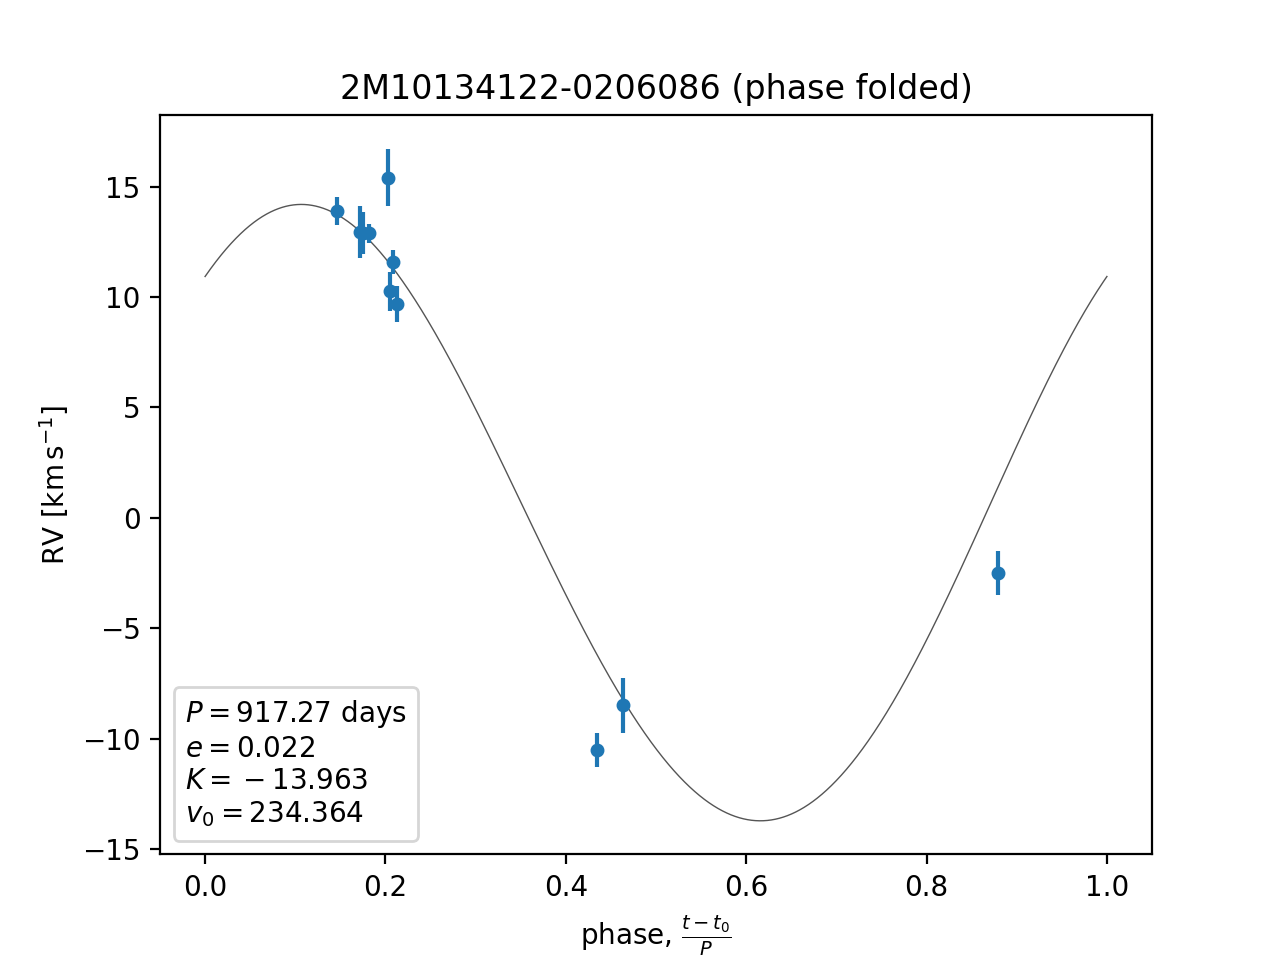 2M10134122-0206086 (phase folded)
15
10
5
0
−5
−10
−15
RV [km s⁻¹]
P = 917.27 days
e = 0.022
K = −13.963
v₀ = 234.364
0.0 0.2 0.4 0.6 0.8 1.0
phase, (t − t₀)/P